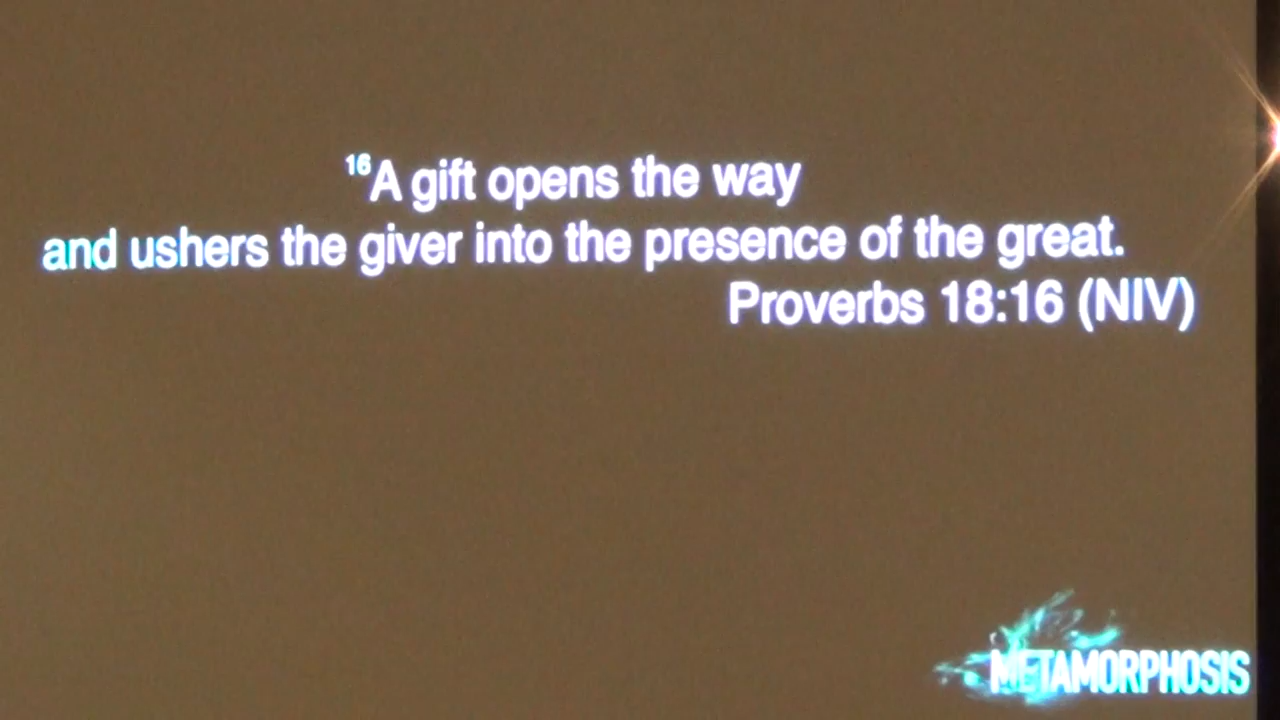 16A gift opens the way
and ushers the giver into the presence of the great.
Proverbs 18:16 (NIV)
METAMORPHOSIS